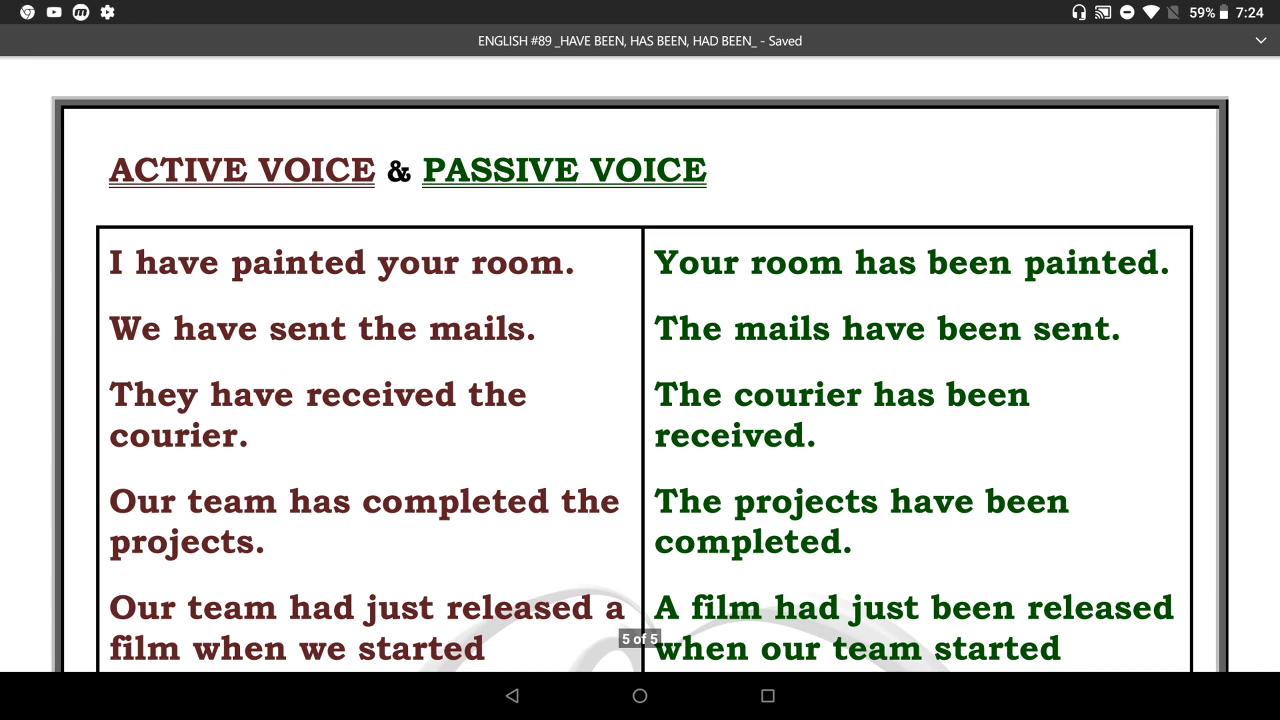 59% 7:24
ENGLISH #89 _HAVE BEEN, HAS BEEN, HAD BEEN_ - Saved
ACTIVE VOICE & PASSIVE VOICE
I have painted your room.
We have sent the mails.
They have received the
courier.
Our team has completed the
projects.
Our team had just released a
film when we started
Your room has been painted.
The mails have been sent.
The courier has been
received.
The projects have been
completed.
A film had just been released
when our team started
5 of 5